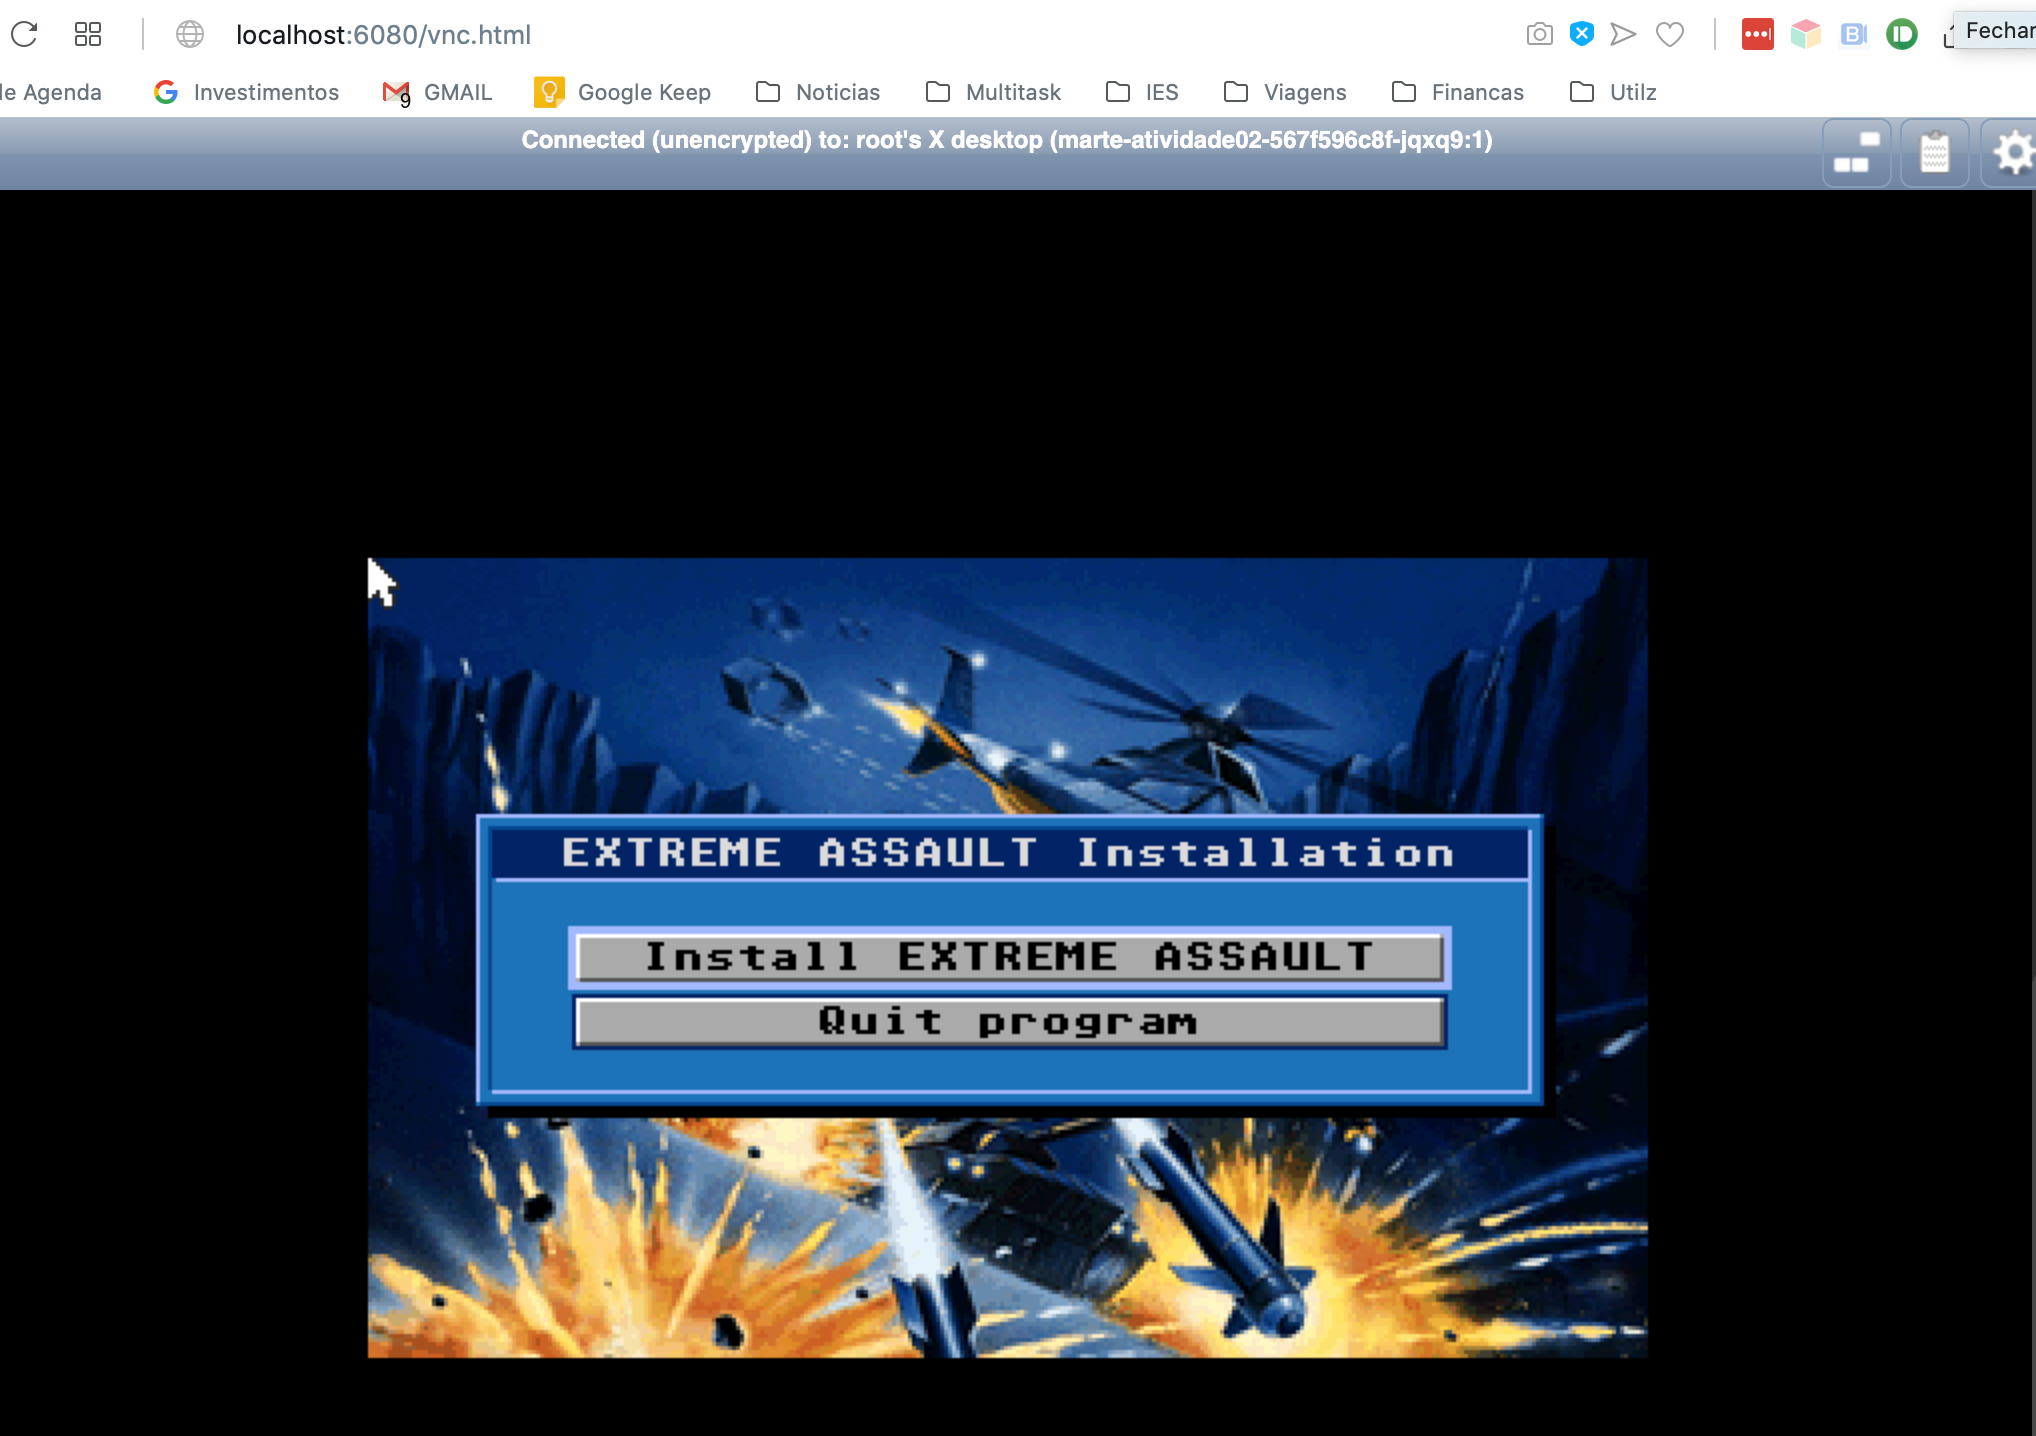 localhost:6080/vnc.html
Fechar
le Agenda
Investimentos
9
GMAIL
Google Keep
Noticias
Multitask
IES
Viagens
Financas
Utilz
Connected (unencrypted) to: root's X desktop (marte-atividade02-567f596c8f-jqxq9:1)
EXTREME ASSAULT Installation
Install EXTREME ASSAULT
Quit program